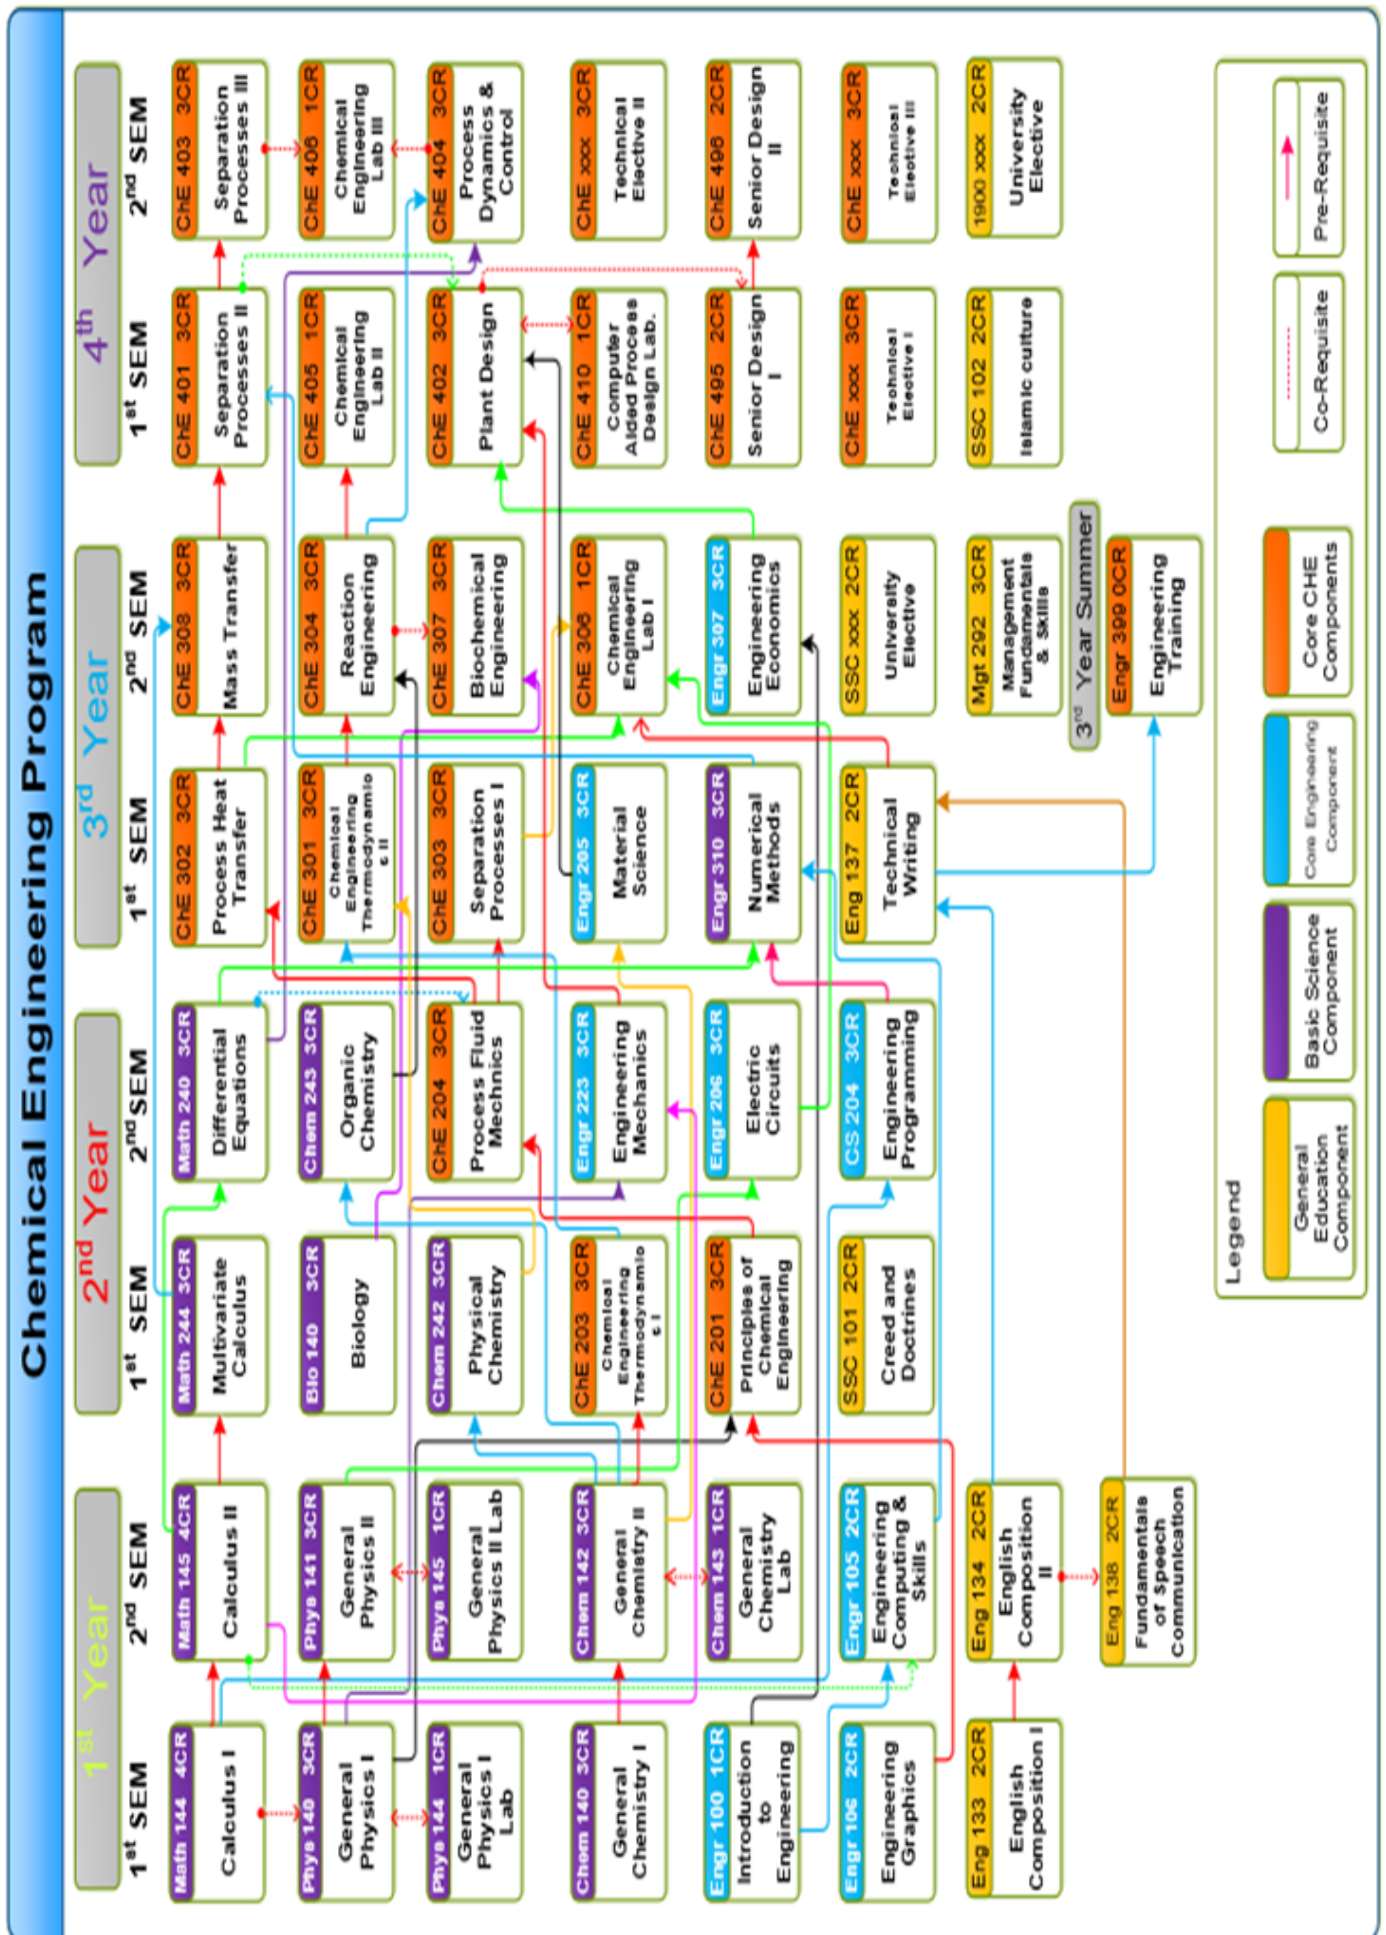 Chemical Engineering Program
1st Year
2nd Year
3rd Year
4th Year
1st SEM
2nd SEM
1st SEM
2nd SEM
1st SEM
2nd SEM
1st SEM
2nd SEM
Math 144 4CR
Calculus I
Phys 140 3CR
General
Physics I
Phys 144 1CR
General
Physics I
Lab
Chem 140 3CR
General
Chemistry I
Engr 100 1CR
Introduction
to
Engineering
Engr 106 2CR
Engineering
Graphics
Eng 133 2CR
English
Composition I
Math 145 4CR
Calculus II
Phys 141 3CR
General
Physics II
Phys 145 1CR
General
Physics II Lab
Chem 142 3CR
General
Chemistry II
Chem 143 1CR
General
Chemistry
Lab
Engr 105 2CR
Engineering
Computing &
Skills
Eng 134 2CR
English
Composition
II
Eng 138 2CR
Fundamentals
of Speech
Communication
Math 244 3CR
Multivariate
Calculus
Bio 140 3CR
Biology
Chem 242 3CR
Physical
Chemistry
ChE 203 3CR
Chemical
Engineering
Thermodynamic
s I
ChE 201 3CR
Principles of
Chemical
Engineering
SSC 101 2CR
Creed and
Doctrines
Math 240 3CR
Differential
Equations
Chem 243 3CR
Organic
Chemistry
ChE 204 3CR
Process Fluid
Mechnics
Engr 223 3CR
Engineering
Mechanics
Engr 206 3CR
Electric
Circuits
CS 204 3CR
Engineering
Programming
ChE 302 3CR
Process Heat
Transfer
ChE 301 3CR
Chemical
Engineering
Thermodynamic
s II
ChE 303 3CR
Separation
Processes I
Engr 205 3CR
Material
Science
Engr 310 3CR
Numerical
Methods
Eng 137 2CR
Technical
Writing
ChE 308 3CR
Mass Transfer
ChE 304 3CR
Reaction
Engineering
ChE 307 3CR
Biochemical
Engineering
ChE 306 1CR
Chemical
Engineering
Lab I
Engr 307 3CR
Engineering
Economics
SSC xxx 2CR
University
Elective
Mgt 292 3CR
Management
Fundamentals
& Skills
3rd Year Summer
Engr 399 0CR
Engineering
Training
ChE 401 3CR
Separation
Processes II
ChE 405 1CR
Chemical
Engineering
Lab II
ChE 402 3CR
Plant Design
ChE 410 1CR
Computer
Aided Process
Design Lab.
ChE 495 2CR
Senior Design
I
ChE xxx 3CR
Technical
Elective I
SSC 102 2CR
Islamic culture
ChE 403 3CR
Separation
Processes III
ChE 406 1CR
Chemical
Engineering
Lab III
ChE 404 3CR
Process
Dynamics &
Control
ChE xxx 3CR
Technical
Elective II
ChE 496 2CR
Senior Design
II
ChE xxx 3CR
Technical
Elective III
1900 xxx 2CR
University
Elective
Legend
General
Education
Component
Basic Science
Component
Core Engineering
Component
Core CHE
Components
Co-Requisite
Pre-Requisite